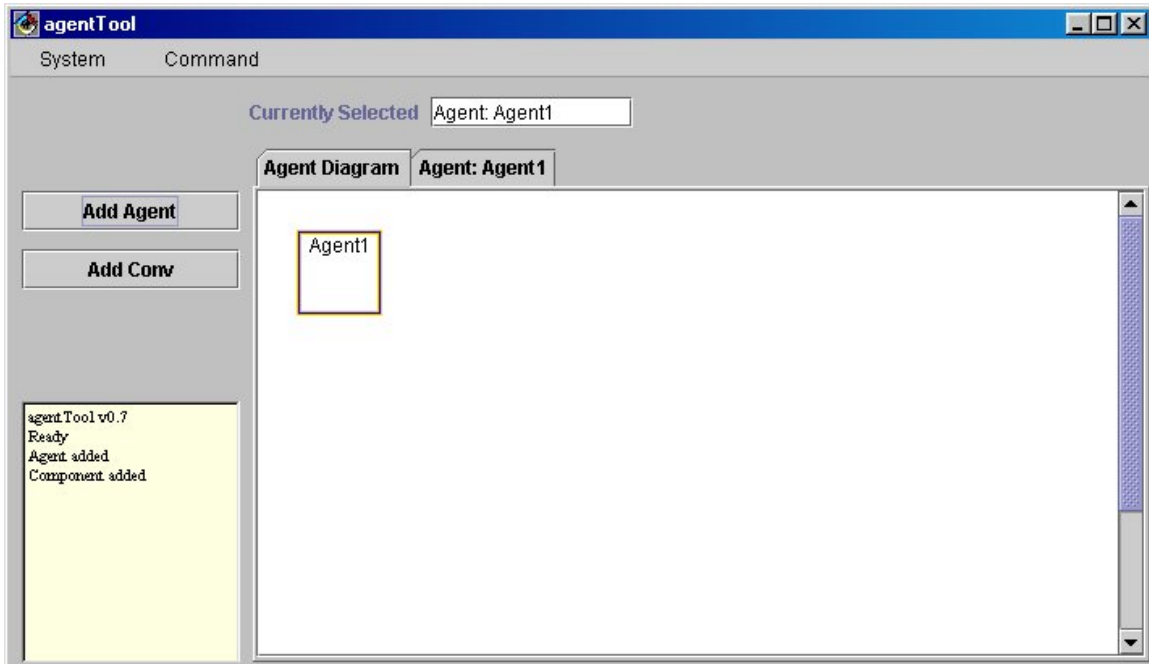 agentTool
System Command
Currently Selected Agent: Agent1
Agent Diagram Agent: Agent1
Add Agent
Agent1
Add Conv
agentTool v0.7
Ready
Agent added
Component added